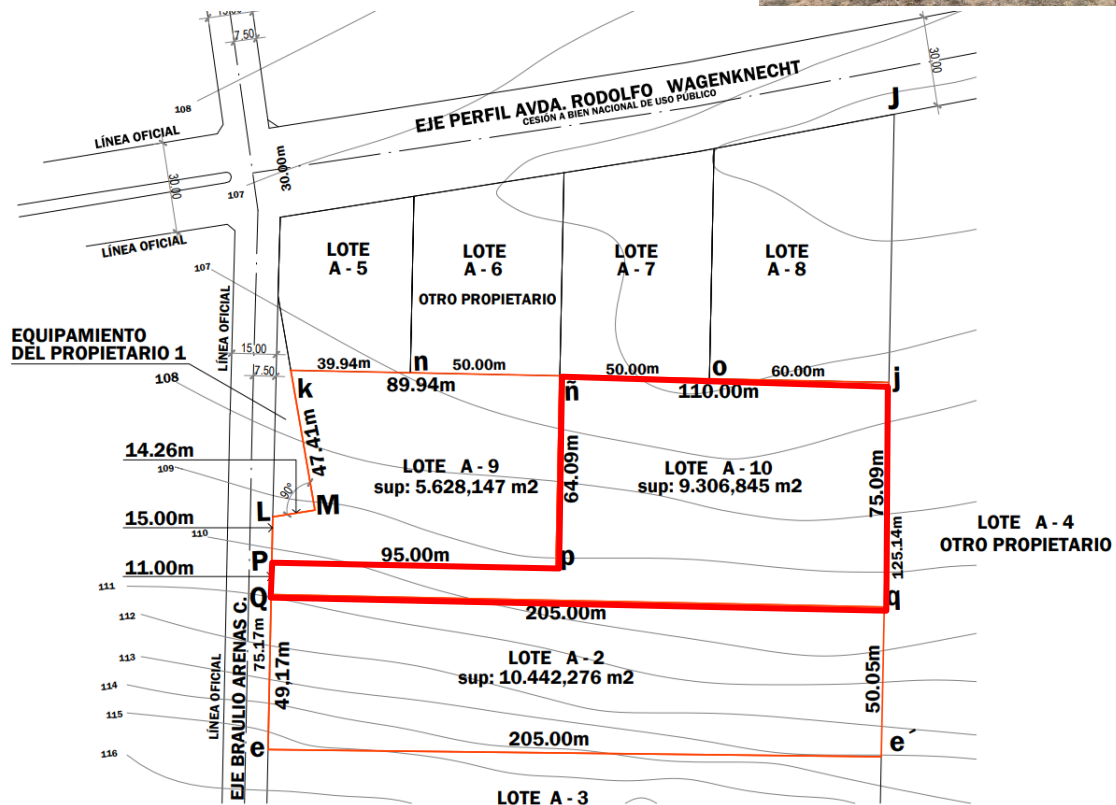 15.00
7.50
30.00
108
LÍNEA OFICIAL
EJE PERFIL AVDA. RODOLFO WAGENKNECHT
CESIÓN A BIEN NACIONAL DE USO PÚBLICO
J
30.00m
30.00
107
LÍNEA OFICIAL
107
LÍNEA OFICIAL
LOTE
A - 5
LOTE
A - 6
OTRO PROPIETARIO
LOTE
A - 7
LOTE
A - 8
EQUIPAMIENTO
DEL PROPIETARIO 1
15,00
7.50
39.94m
n
50.00m
50.00m
o
60.00m
108
k
89.94m
ñ
110.00m
j
47.41m
14.26m
109
90º
LOTE A - 9
sup: 5.628,147 m2
64.09m
LOTE A - 10
sup: 9.306,845 m2
75.09m
L
M
15.00m
110
LOTE A - 4
OTRO PROPIETARIO
P
95.00m
p
125.14m
11.00m
111
Q
205.00m
q
112
75.17m
49,17m
LOTE A - 2
sup: 10.442,276 m2
50.05m
113
114
115
LÍNEA OFICIAL
EJE BRAULIO ARENAS C.
116
e
205.00m
e´
LOTE A - 3